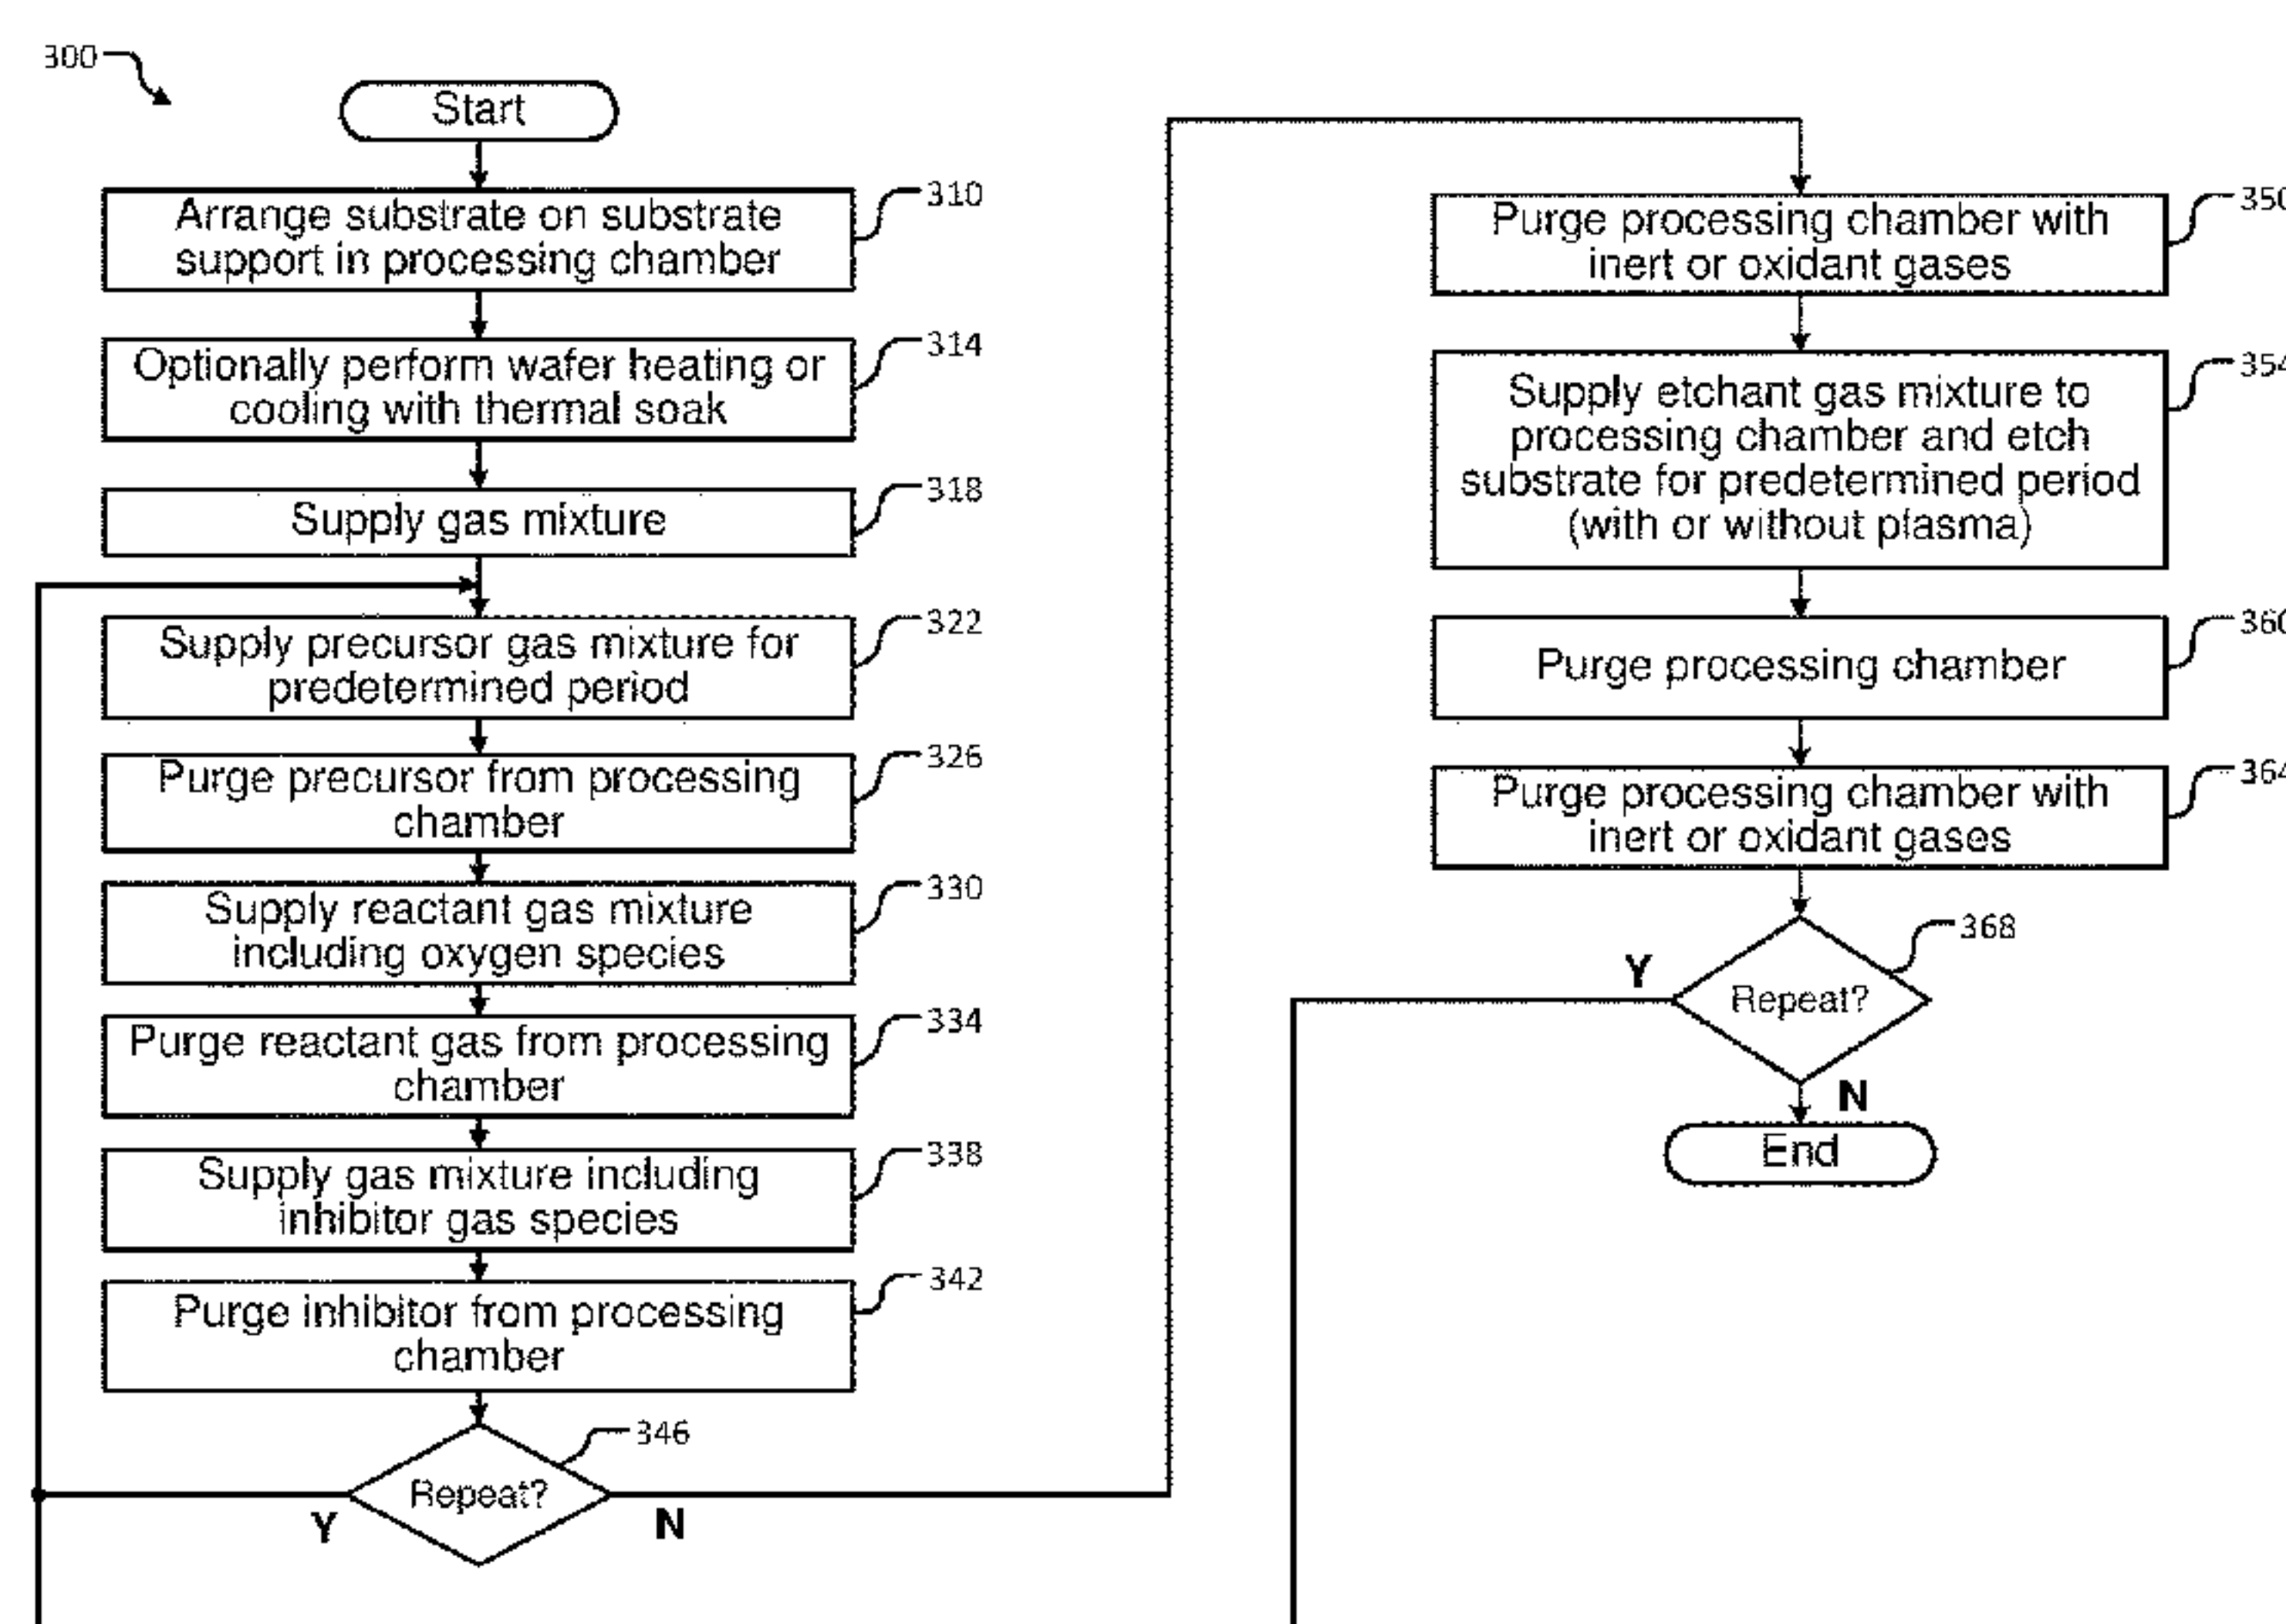 300
Start
Arrange substrate on substrate
support in processing chamber
310
Optionally perform wafer heating or
cooling with thermal soak
314
Supply gas mixture
318
Supply precursor gas mixture for
predetermined period
322
Purge precursor from processing
chamber
326
Supply reactant gas mixture
including oxygen species
330
Purge reactant gas from processing
chamber
334
Supply gas mixture including
inhibitor gas species
338
Purge inhibitor from processing
chamber
342
Repeat?
346
Y
N
Purge processing chamber with
inert or oxidant gases
350
Supply etchant gas mixture to
processing chamber and etch
substrate for predetermined period
(with or without plasma)
354
Purge processing chamber
360
Purge processing chamber with
inert or oxidant gases
364
Repeat?
368
Y
N
End